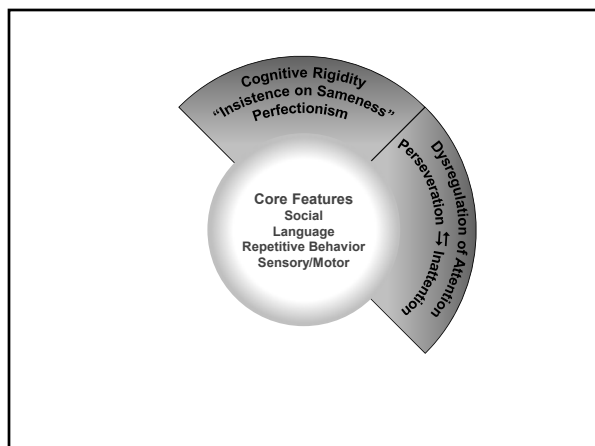 Cognitive Rigidity
“Insistence on Sameness”
Perfectionism
Dysregulation of Attention
Perseveration ↓↑ Inattention
Core Features
Social
Language
Repetitive Behavior
Sensory/Motor